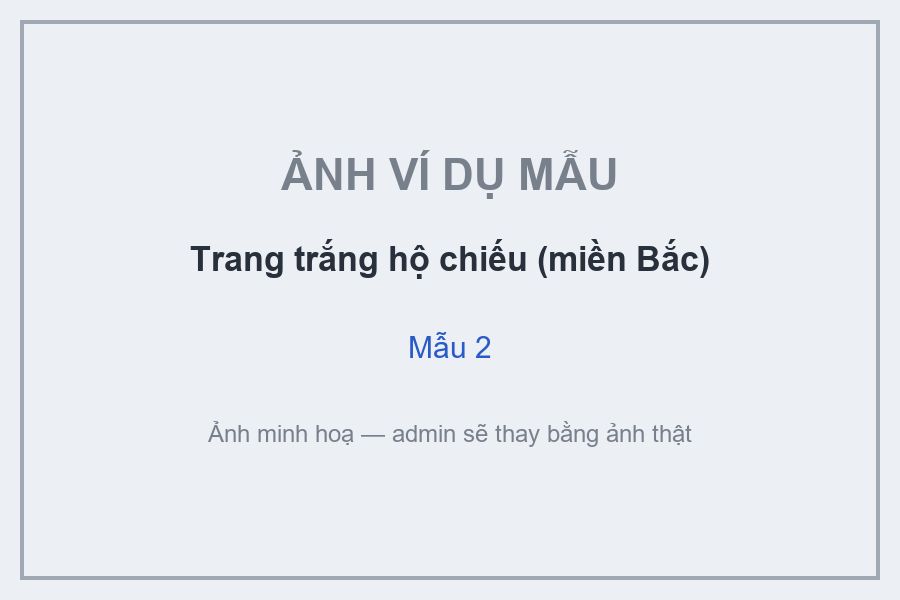 ẢNH VÍ DỤ MẪU
Trang trắng hộ chiếu (miền Bắc)
Mẫu 2
Ảnh minh hoạ — admin sẽ thay bằng ảnh thật